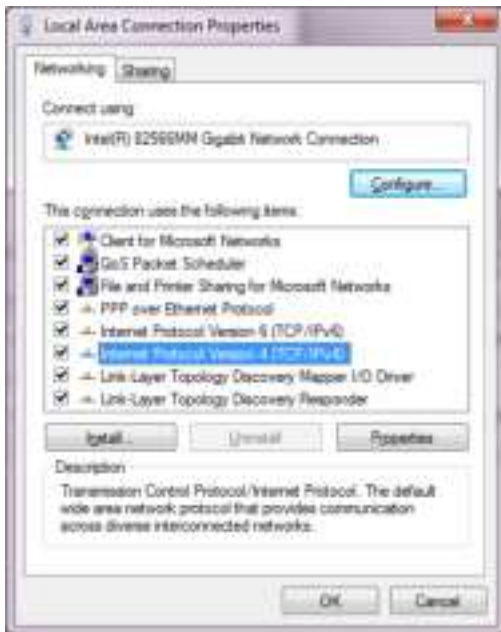 Local Area Connection Properties
Networking
Sharing
Connect using:
Intel(R) 82566MM Gigabit Network Connection
Configure...
This connection uses the following items:
Client for Microsoft Networks
QoS Packet Scheduler
File and Printer Sharing for Microsoft Networks
PPP over Ethernet Protocol
Internet Protocol Version 6 (TCP/IPv6)
Internet Protocol Version 4 (TCP/IPv4)
Link-Layer Topology Discovery Mapper I/O Driver
Link-Layer Topology Discovery Responder
Install...
Uninstall
Properties
Description
Transmission Control Protocol/Internet Protocol. The default
wide area network protocol that provides communication
across diverse interconnected networks.
OK
Cancel